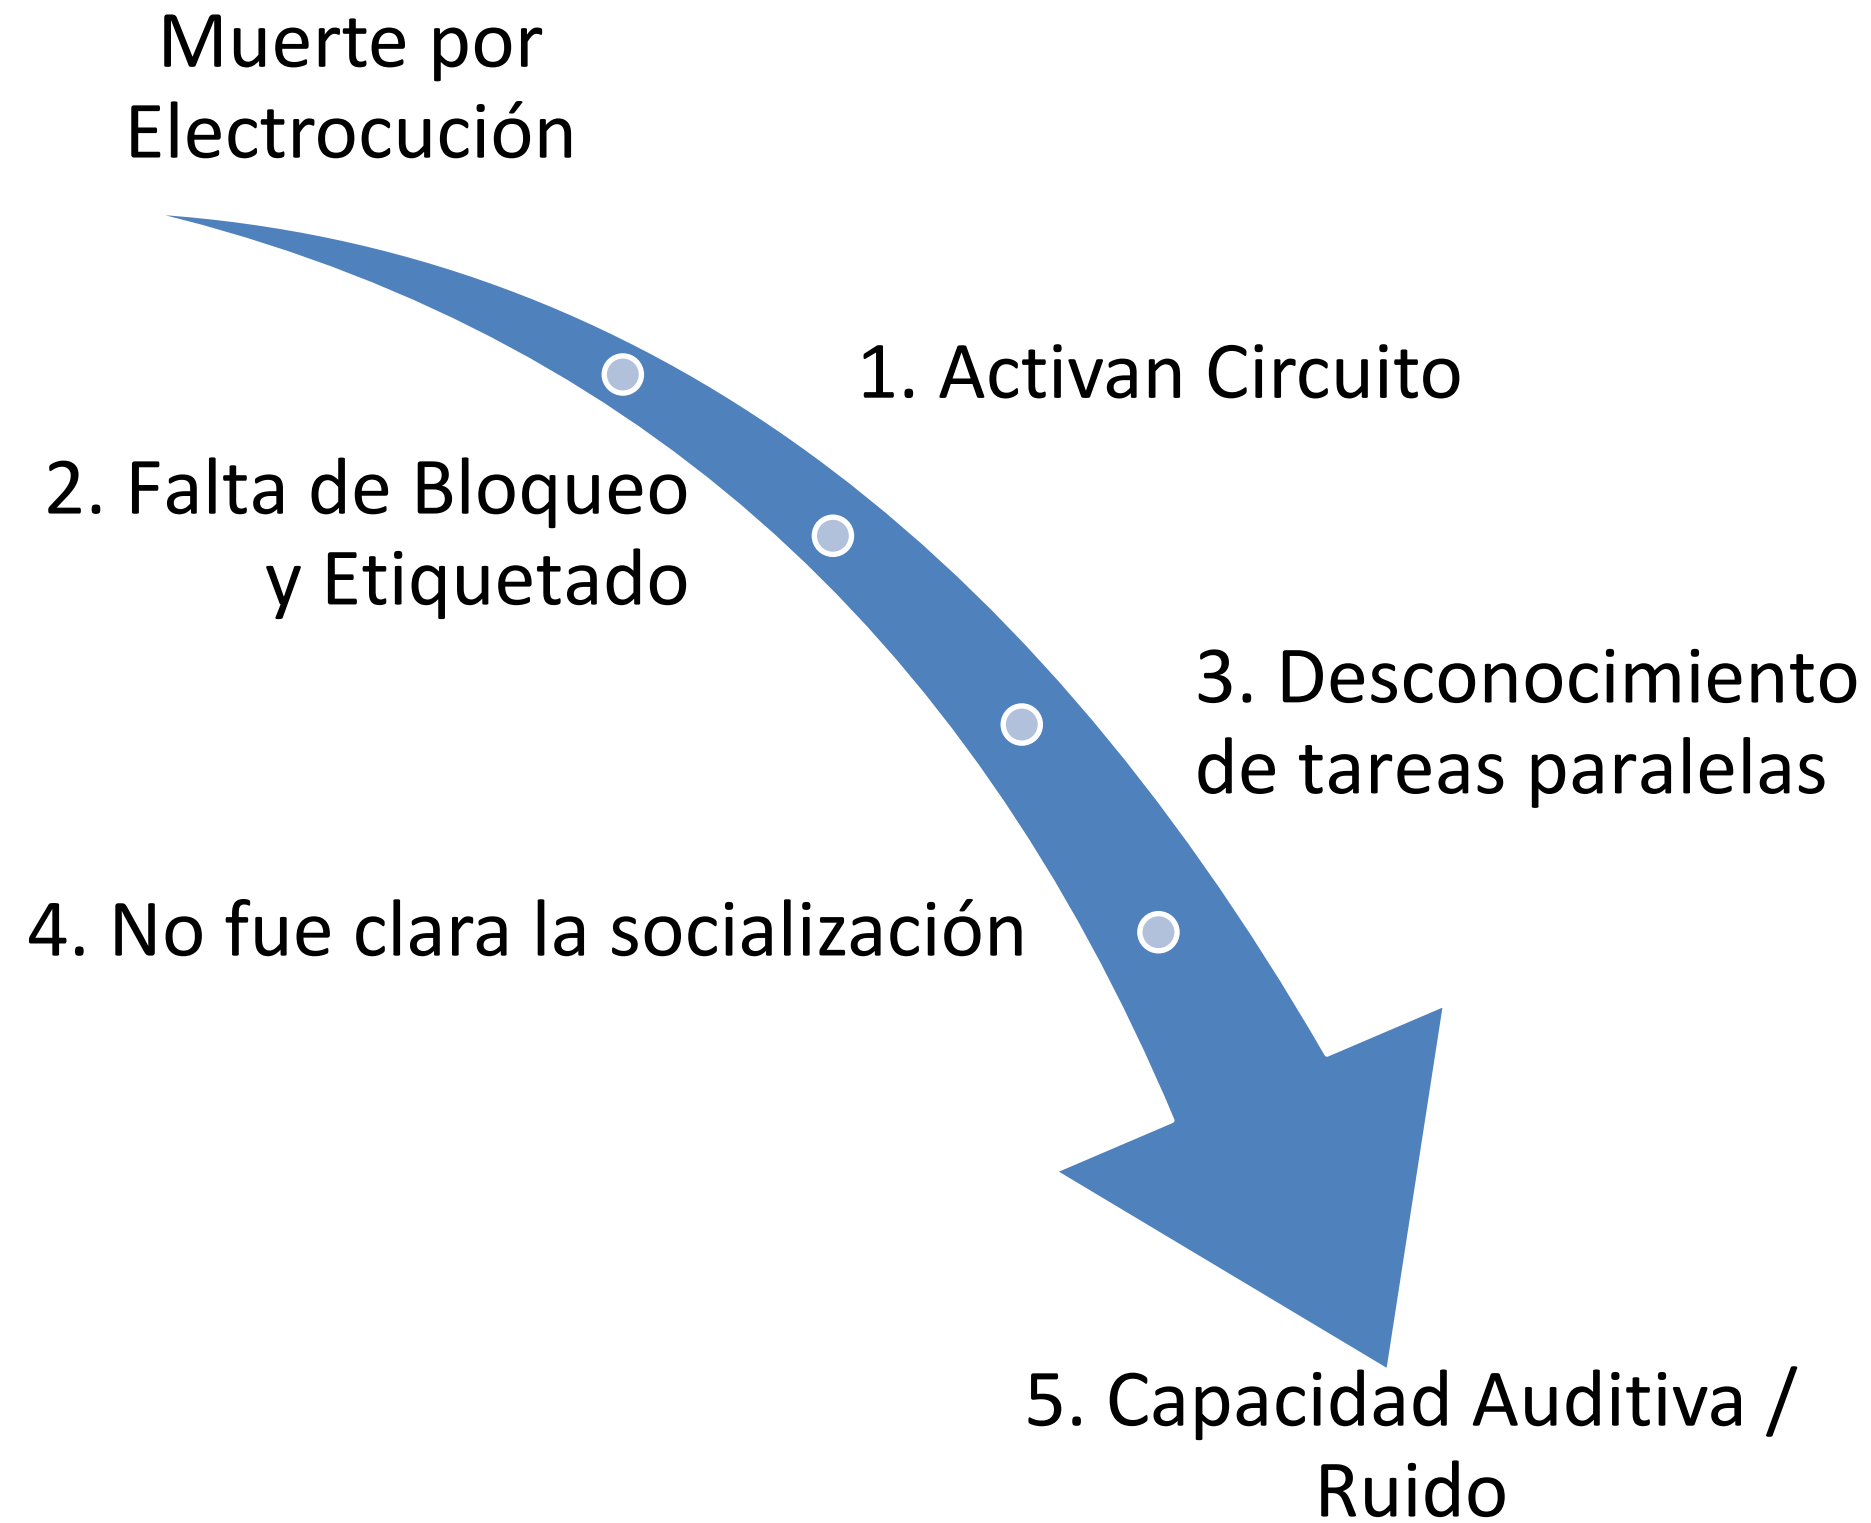 Muerte por
Electrocución
1. Activan Circuito
2. Falta de Bloqueo
y Etiquetado
3. Desconocimiento
de tareas paralelas
4. No fue clara la socialización
5. Capacidad Auditiva /
Ruido